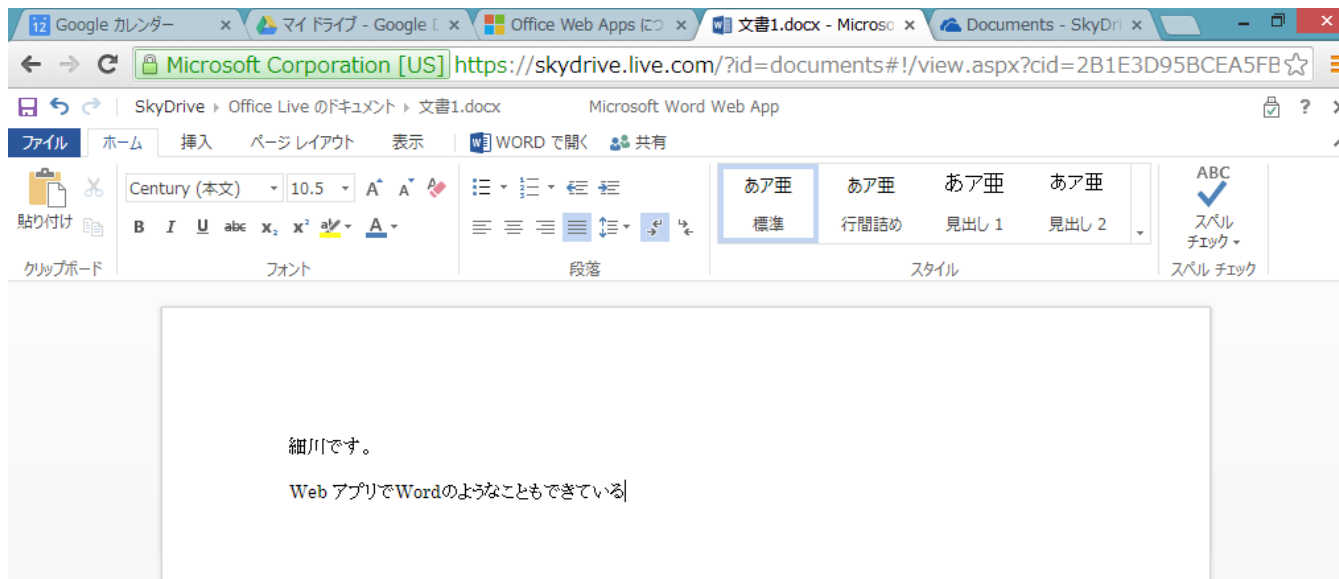 12 Google カレンダー
マイ ドライブ - Google D
Office Web Apps につ
文書1.docx - Microso
Documents - SkyDri
Microsoft Corporation [US] https://skydrive.live.com/?id=documents#!/view.aspx?cid=2B1E3D95BCEA5FB
SkyDrive ▸ Office Live のドキュメント ▸ 文書1.docx Microsoft Word Web App ?
ファイル ホーム 挿入 ページ レイアウト 表示 WORD で開く 共有
貼り付け
Century (本文) 10.5 A A A
B I U abc x₂ x² ab A
あア亜 標準
あア亜 行間詰め
あア亜 見出し 1
あア亜 見出し 2
ABC
スペル
チェック
クリップボード フォント 段落 スタイル スペル チェック
細川です。
Web アプリでWordのようなこともできている